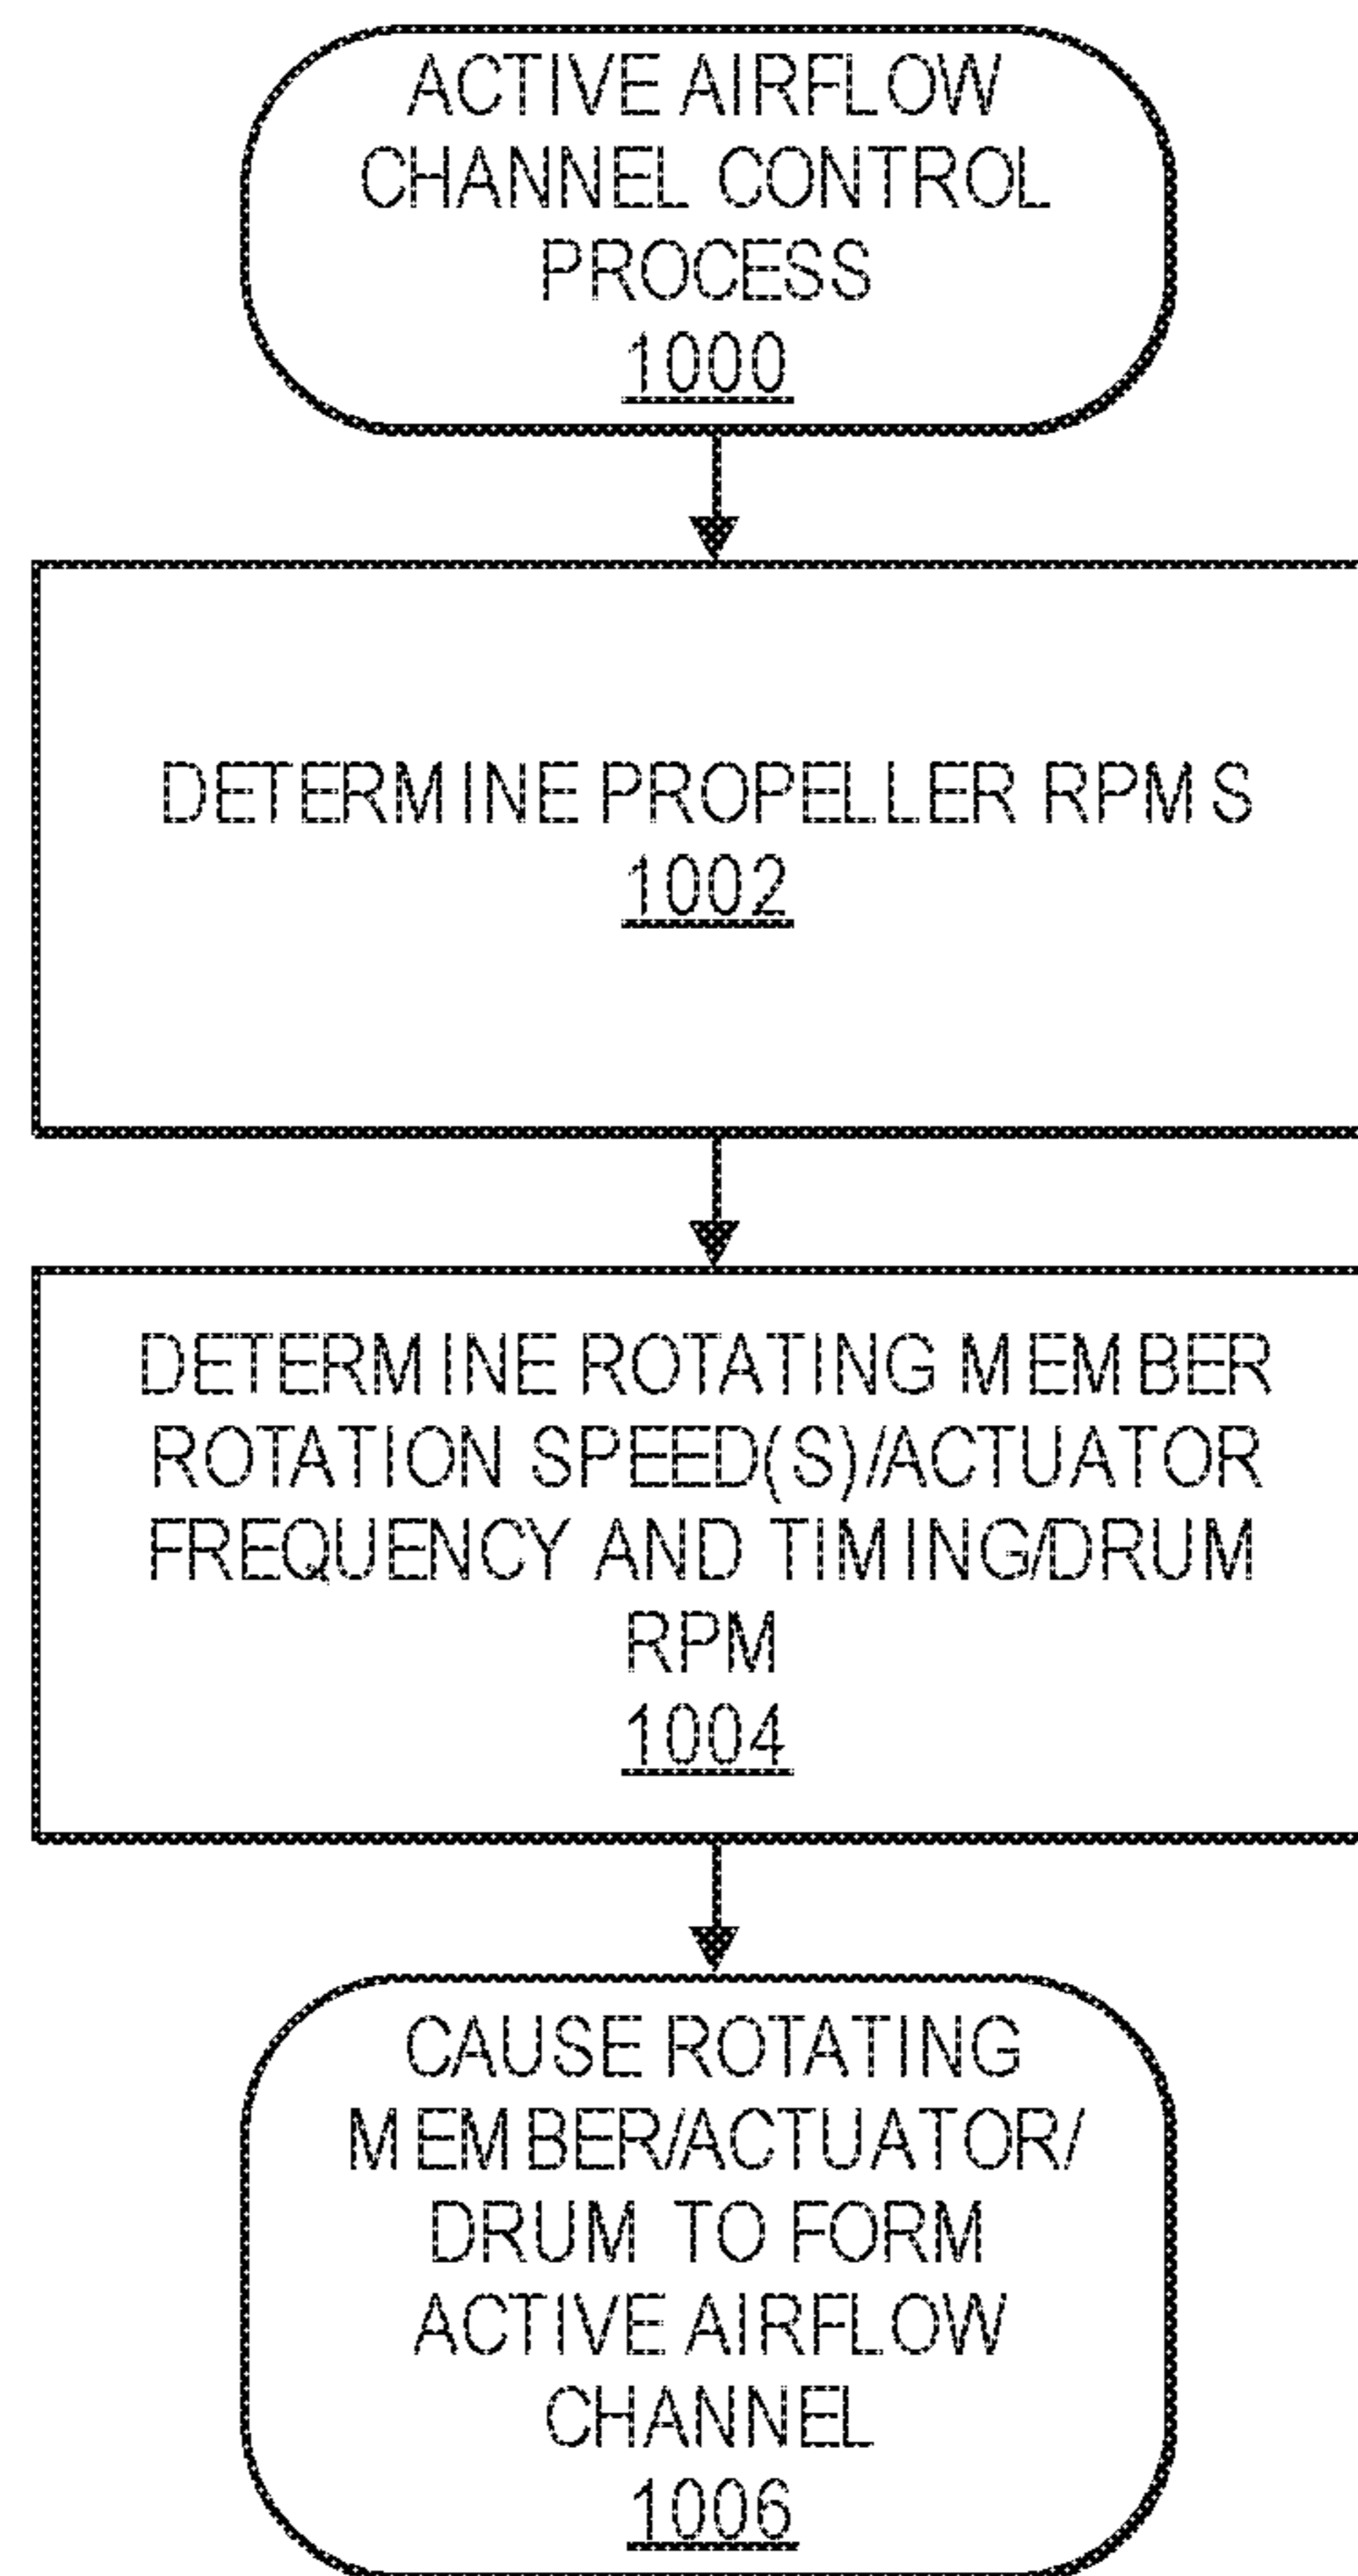 ACTIVE AIRFLOW
CHANNEL CONTROL
PROCESS
1000
DETERMINE PROPELLER RPMS
1002
DETERMINE ROTATING MEMBER
ROTATION SPEED(S)/ACTUATOR
FREQUENCY AND TIMING/DRUM
RPM
1004
CAUSE ROTATING
MEMBER/ACTUATOR/
DRUM TO FORM
ACTIVE AIRFLOW
CHANNEL
1006